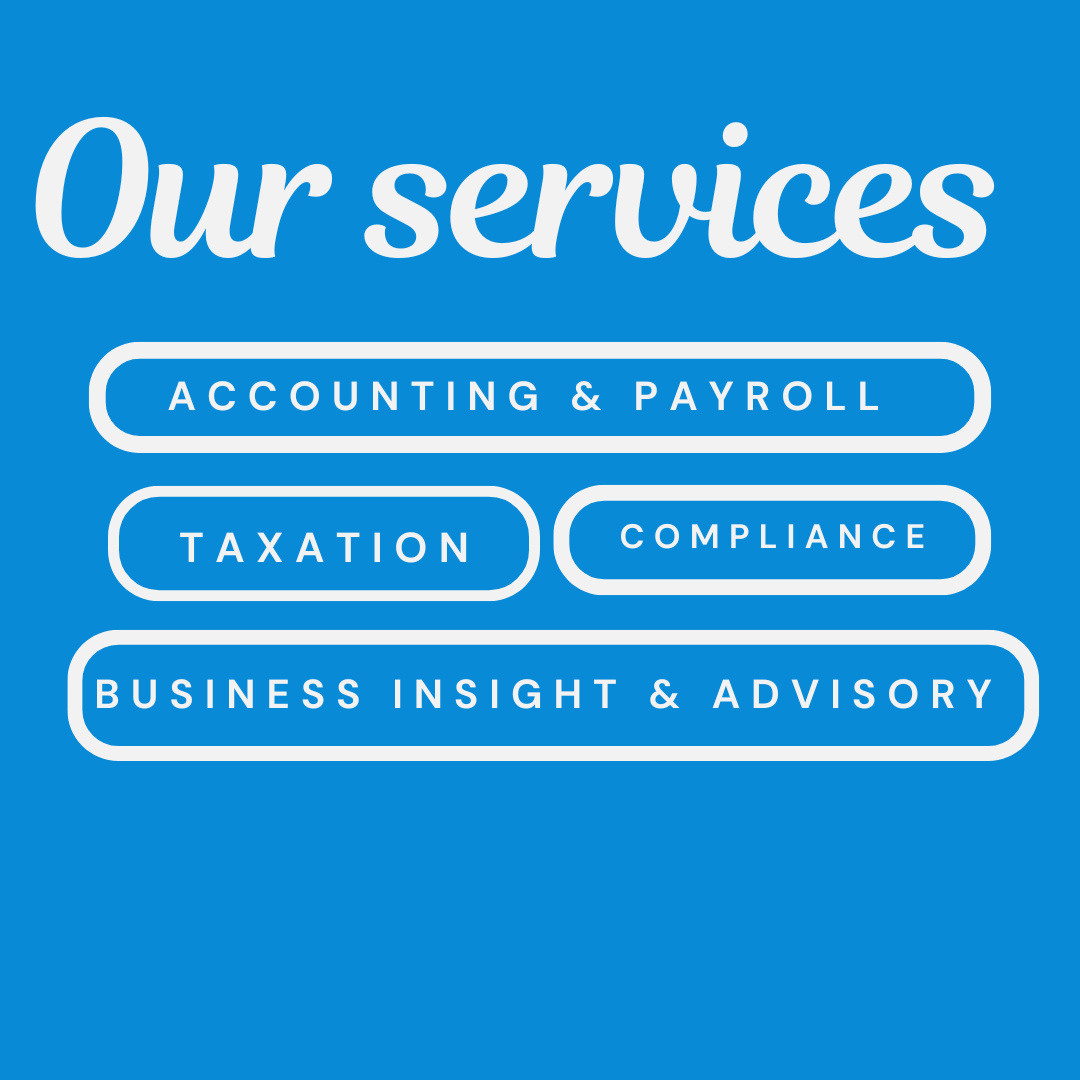 Our services
ACCOUNTING & PAYROLL
TAXATION
COMPLIANCE
BUSINESS INSIGHT & ADVISORY